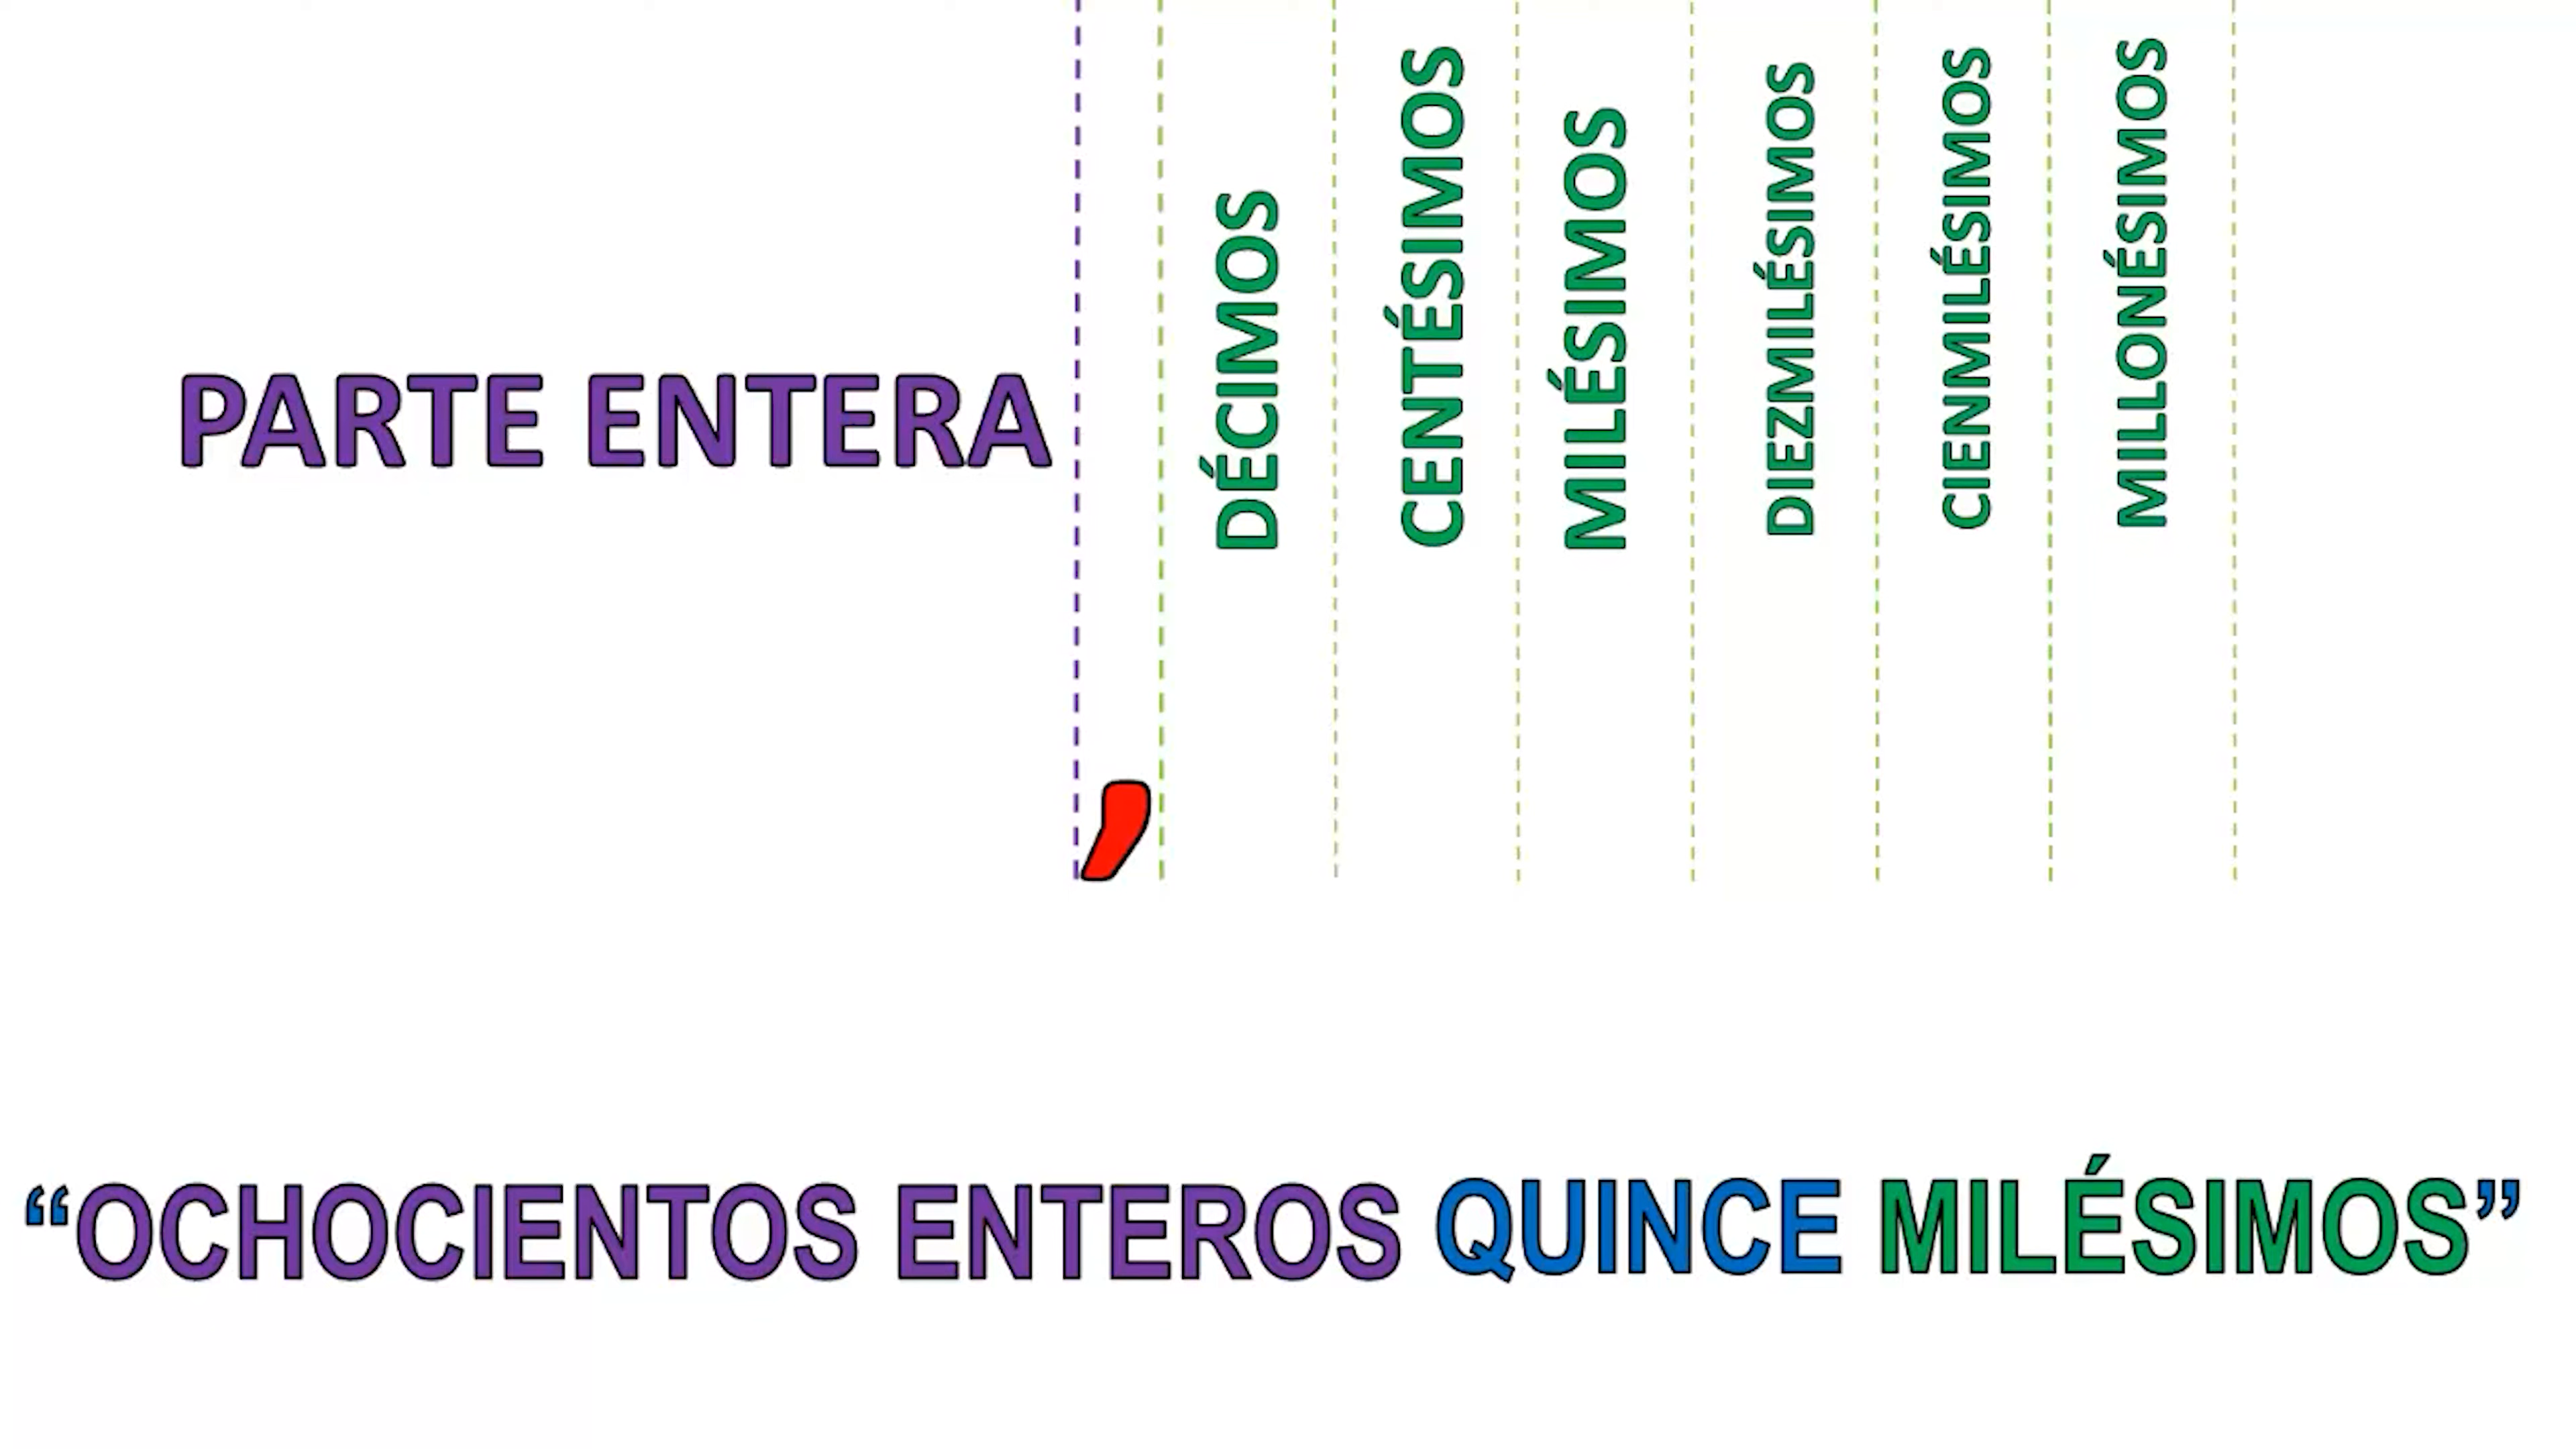 PARTE ENTERA
,
DÉCIMOS
CENTÉSIMOS
MILÉSIMOS
DIEZMILÉSIMOS
CIENMILÉSIMOS
MILLONÉSIMOS
“OCHOCIENTOS ENTEROS QUINCE MILÉSIMOS”